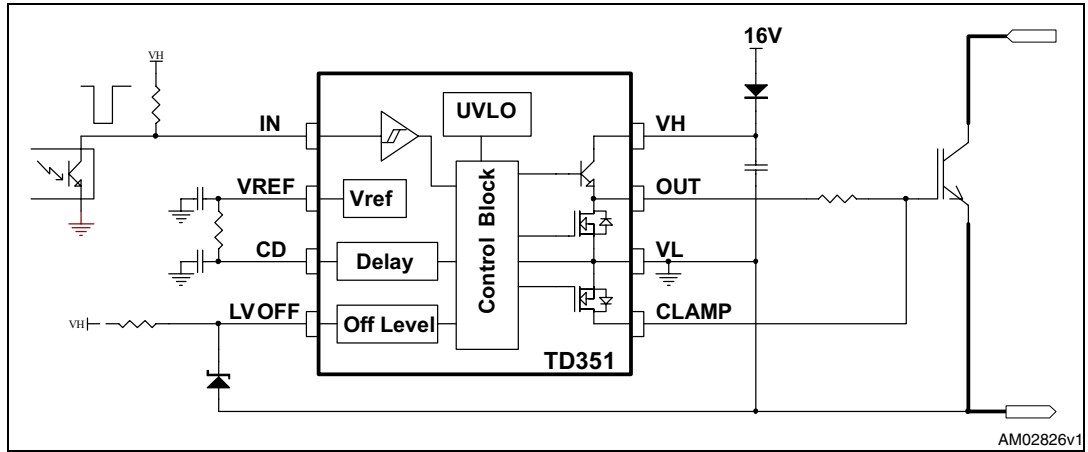 16V
VH
IN
UVLO
VH
VREF
Vref
Control Block
OUT
CD
Delay
VL
VH
LVOFF
Off Level
CLAMP
TD351
AM02826v1